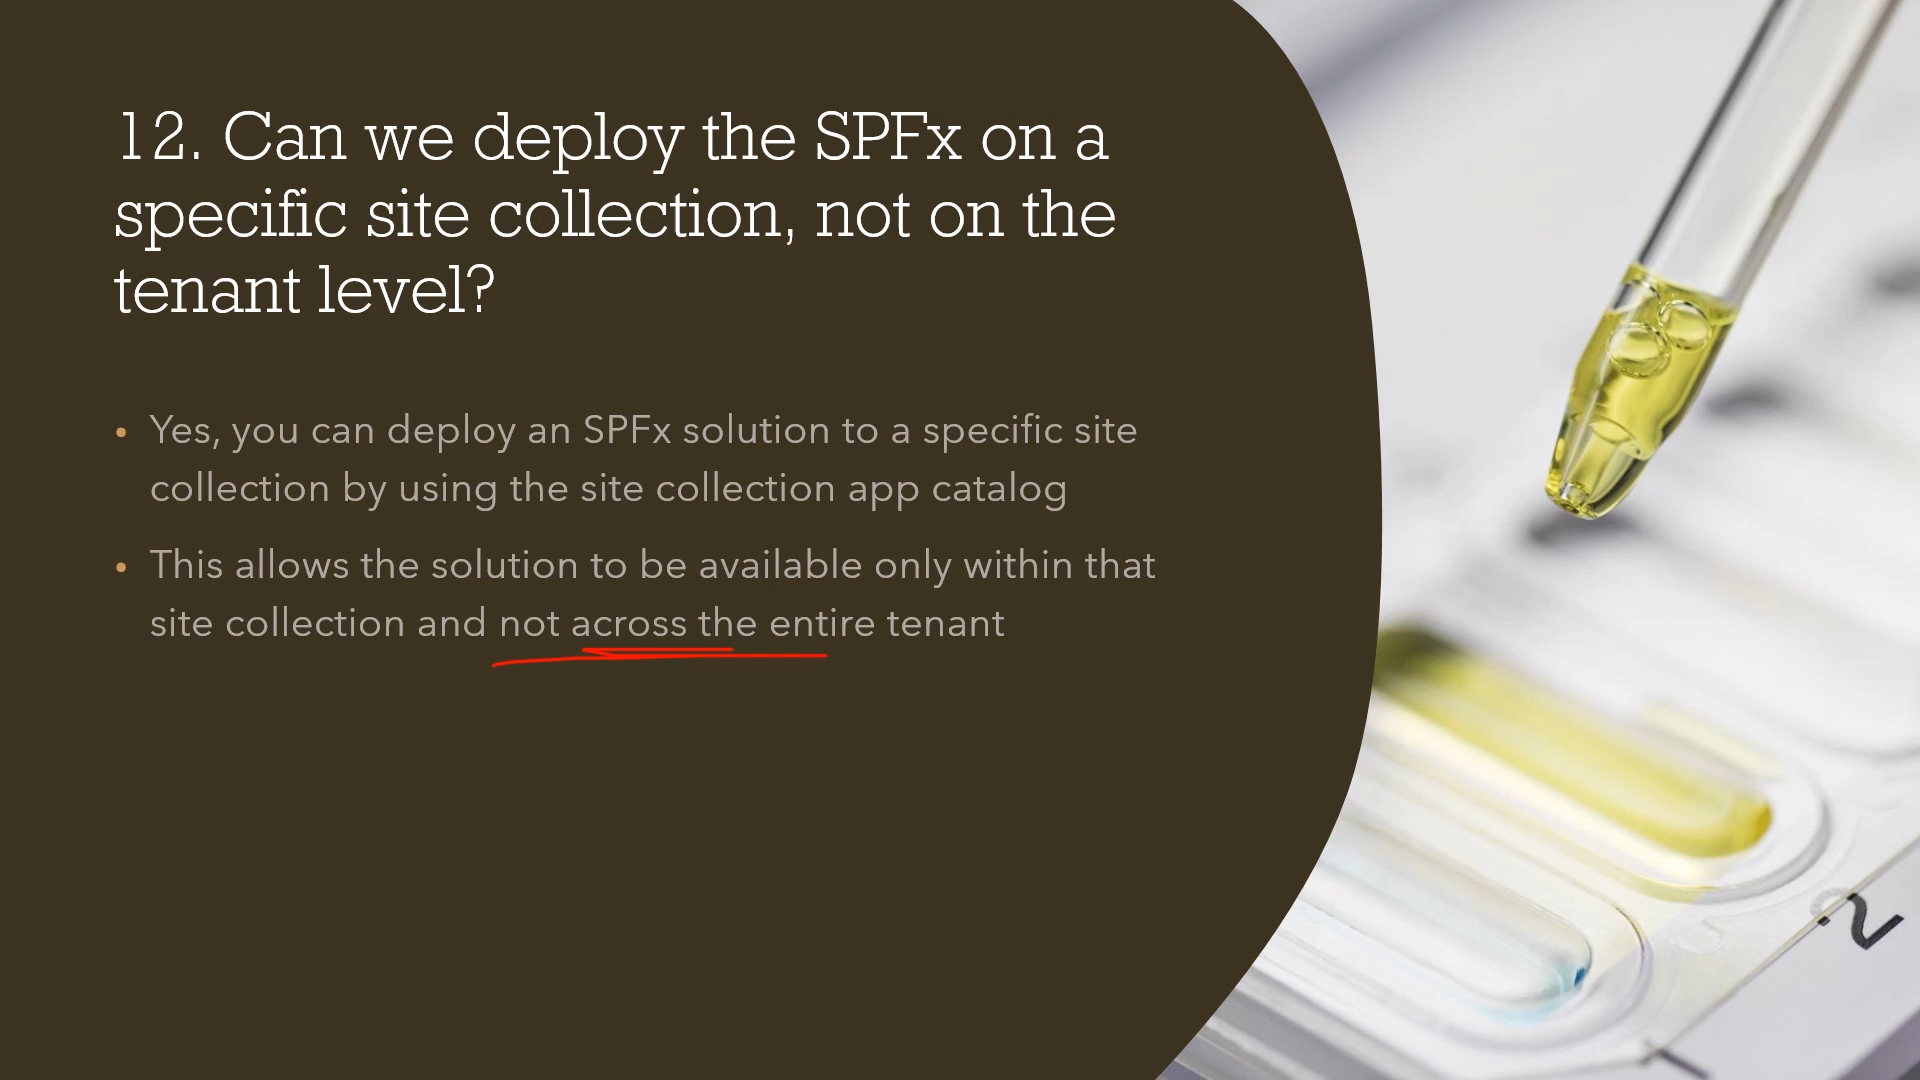 12. Can we deploy the SPFx on a
specific site collection, not on the
tenant level?
• Yes, you can deploy an SPFx solution to a specific site
collection by using the site collection app catalog
• This allows the solution to be available only within that
site collection and not across the entire tenant
2